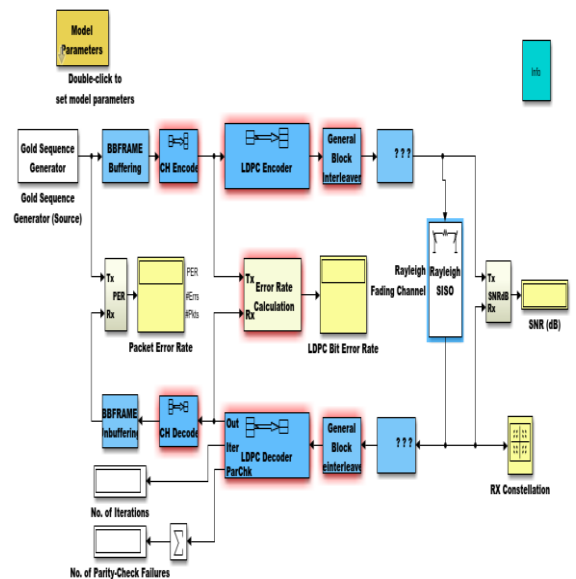 Model
Parameters
Double-click to
set model parameters
Info
Gold Sequence
Generator
Gold Sequence
Generator (Source)
BBFRAME
Buffering
CH Encode
LDPC Encoder
General
Block
Interleaver
???
Tx
PER
Rx
PER
#Errs
#Pkts
Packet Error Rate
Tx
Error Rate
Calculation
Rx
LDPC Bit Error Rate
Rayleigh
Fading Channel
Rayleigh
SISO
Tx
SNRdB
Rx
SNR (dB)
BBFRAME
Unbuffering
CH Decode
Out
Iter
LDPC Decoder
ParChk
General
Block
einterleave
???
RX Constellation
No. of Iterations
Σ
No. of Parity-Check Failures